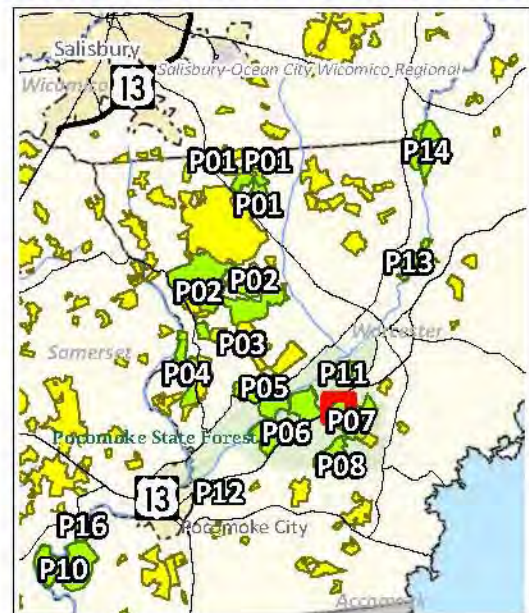 Salisbury
Salisbury-Ocean City Wicomico Regional
13
Wicomico
P14
P01 P01
P01
P13
P02
P02
Worcester
P03
Somerset
P04
P11
P05
P07
Pocomoke State Forest
P06
P08
13
P12
Pocomoke City
P16
P10
Accomack